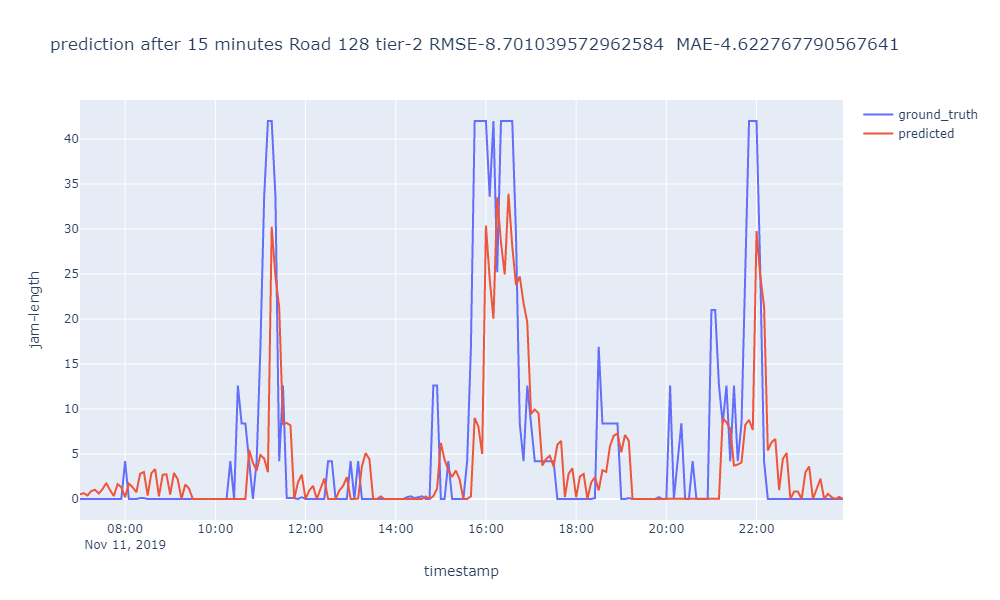 prediction after 15 minutes Road 128 tier-2 RMSE-8.701039572962584  MAE-4.622767790567641
ground_truth
predicted
jam-length
40
35
30
25
20
15
10
5
0
08:00 10:00 12:00 14:00 16:00 18:00 20:00 22:00
Nov 11, 2019
timestamp